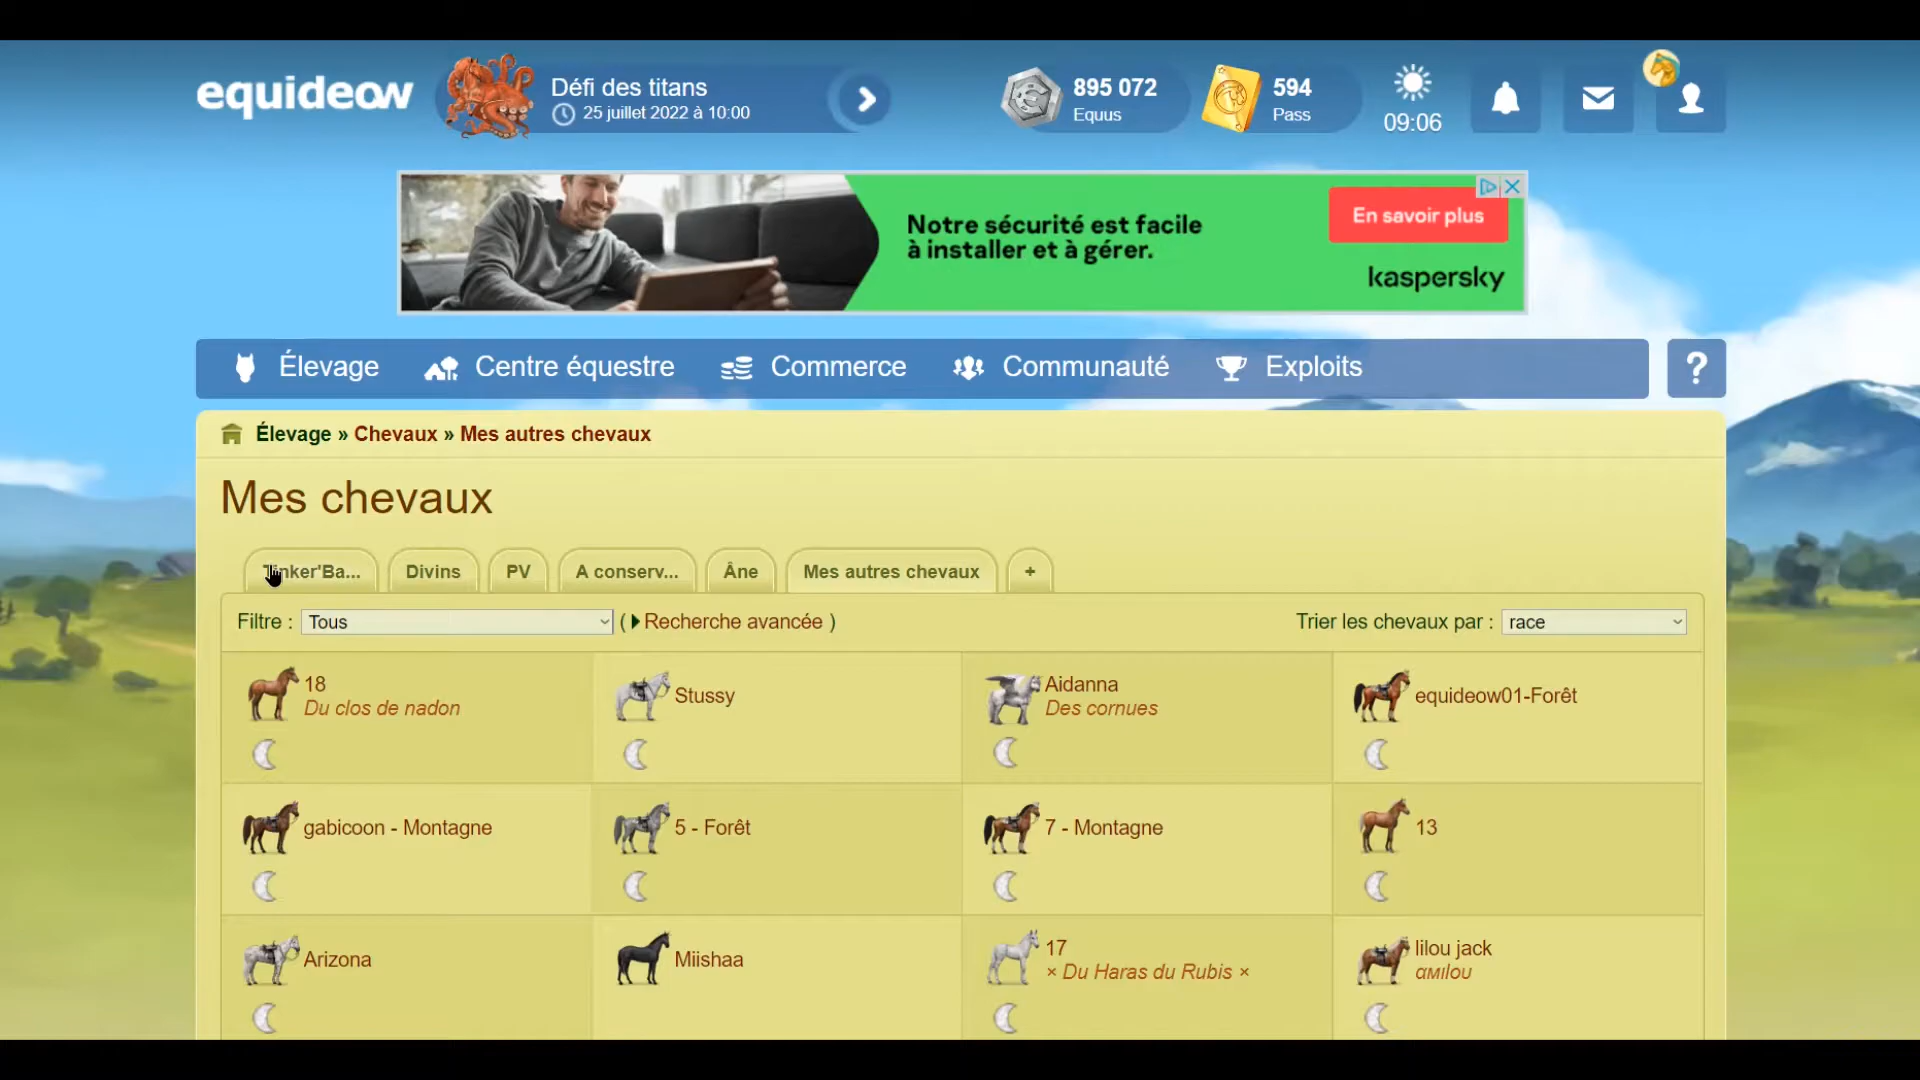 equideow
Défi des titans
25 juillet 2022 à 10:00
895 072
Equus
594
Pass
09:06
Notre sécurité est facile
à installer et à gérer.
En savoir plus
kaspersky
Élevage
Centre équestre
Commerce
Communauté
Exploits
?
Élevage » Chevaux » Mes autres chevaux
Mes chevaux
Tinker'Ba...
Divins
PV
A conserv...
Âne
Mes autres chevaux
+
Filtre : Tous ( Recherche avancée )
Trier les chevaux par : race
18
Du clos de nadon
Stussy
Aidanna
Des cornues
equideow01-Forêt
gabicoon - Montagne
5 - Forêt
7 - Montagne
13
Arizona
Miishaa
17
× Du Haras du Rubis ×
lilou jack
αмιlου